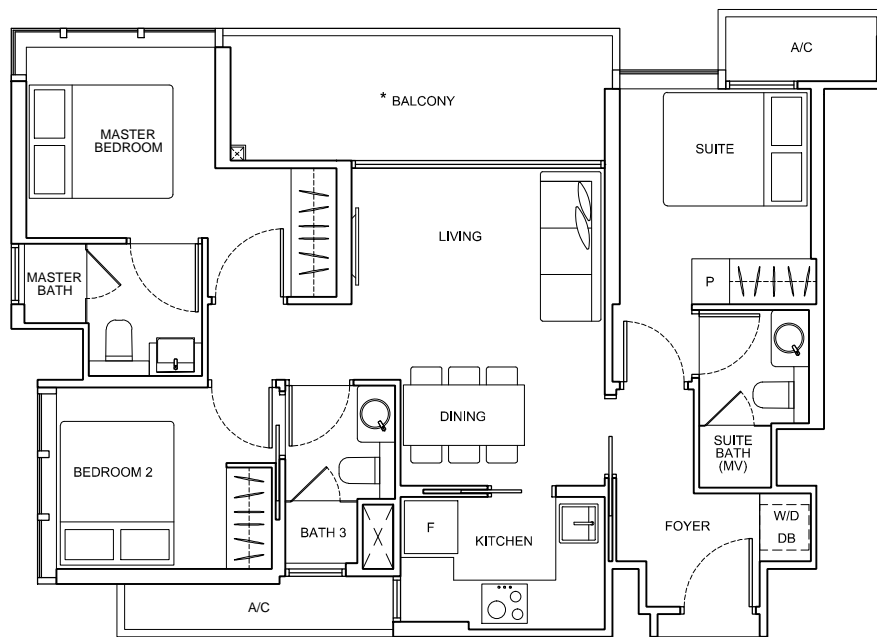 A/C
* BALCONY
MASTER
BEDROOM
SUITE
LIVING
MASTER
BATH
P
DINING
SUITE
BATH
(MV)
BEDROOM 2
W/D
DB
FOYER
F
KITCHEN
BATH 3
A/C